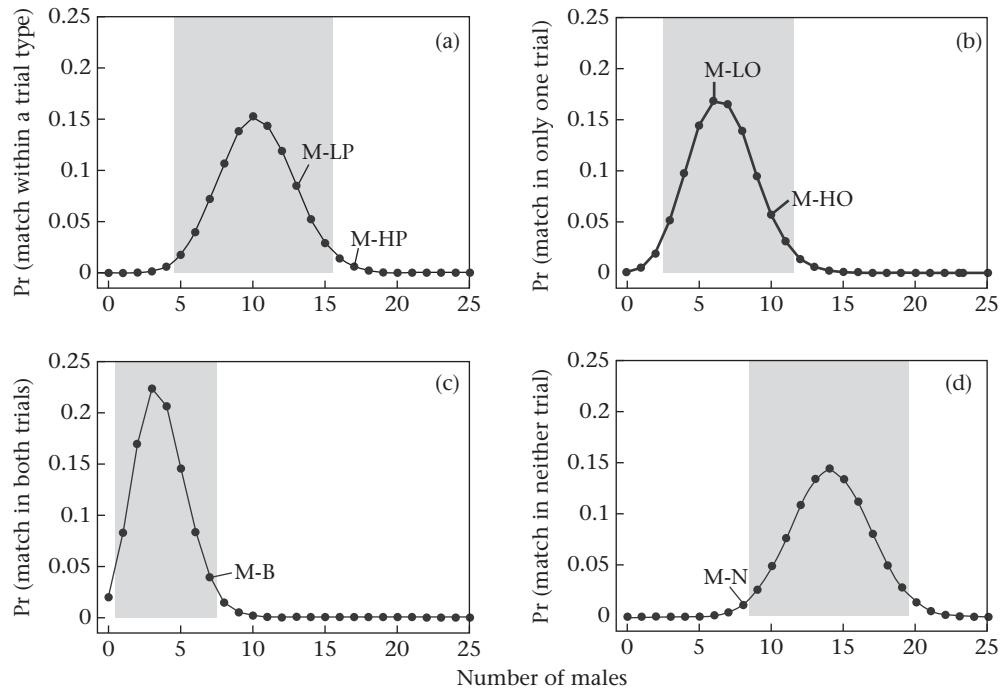 Pr (match within a trial type)
0.25
0.2
0.15
0.1
0.05
0
(a)
M-LP
M-HP
0 5 10 15 20 25
Pr (match in only one trial)
0.25
0.2
0.15
0.1
0.05
0
(b)
M-LO
M-HO
0 5 10 15 20 25
Pr (match in both trials)
0.25
0.2
0.15
0.1
0.05
0
(c)
M-B
0 5 10 15 20 25
Pr (match in neither trial)
0.25
0.2
0.15
0.1
0.05
0
(d)
M-N
0 5 10 15 20 25
Number of males